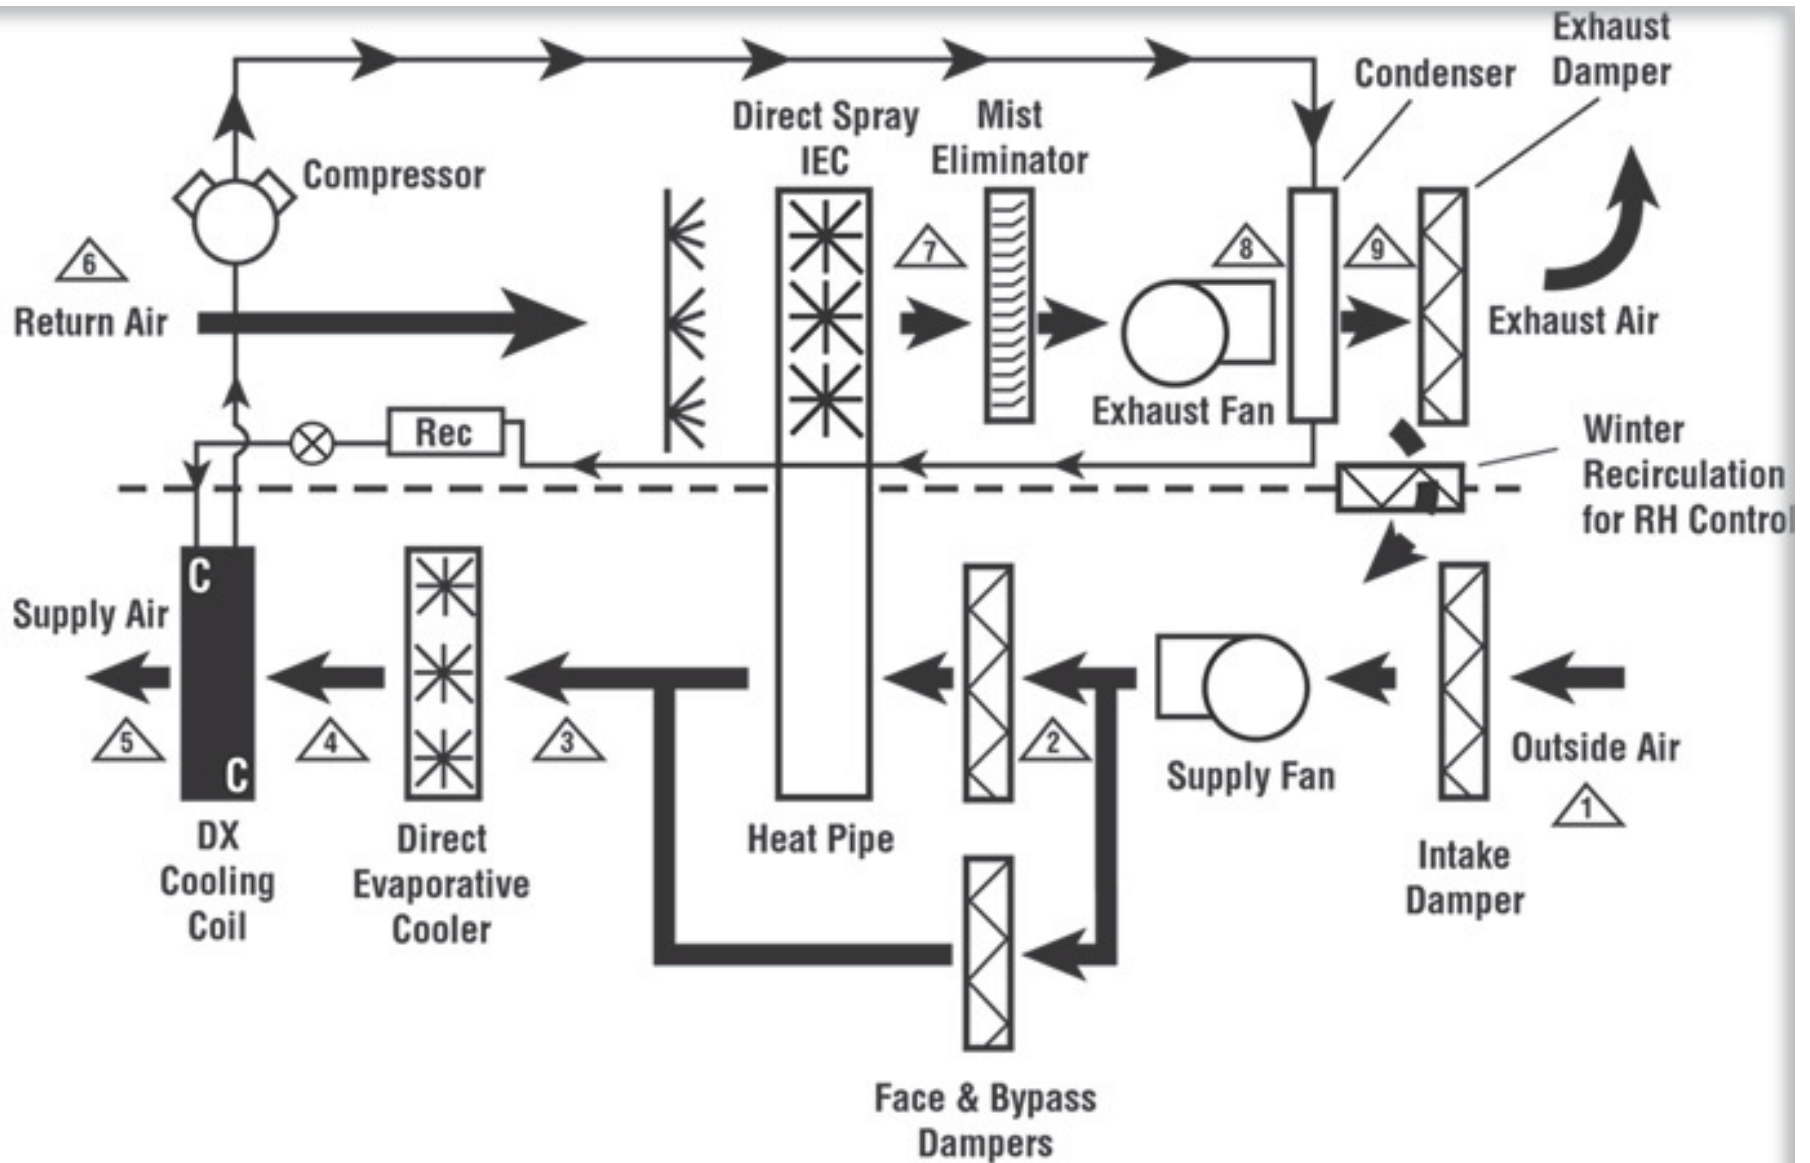 Exhaust
Damper
Condenser
Direct Spray
IEC
Mist
Eliminator
Compressor
6
7
8
9
Return Air
Exhaust Air
Exhaust Fan
Rec
Winter
Recirculation
for RH Control
C
C
Supply Air
5
4
3
2
Supply Fan
Outside Air
1
DX
Cooling
Coil
Direct
Evaporative
Cooler
Heat Pipe
Intake
Damper
Face & Bypass
Dampers